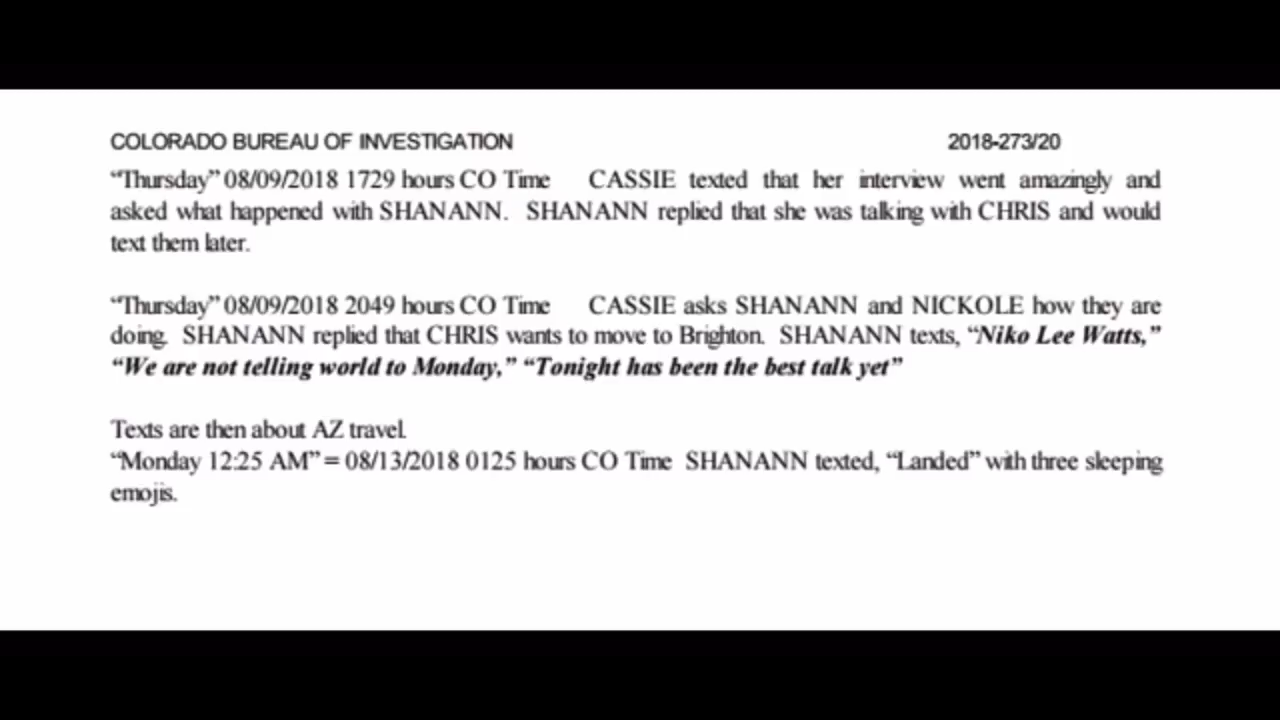 COLORADO BUREAU OF INVESTIGATION 2018-273/20
“Thursday” 08/09/2018 1729 hours CO Time CASSIE texted that her interview went amazingly and
asked what happened with SHANANN. SHANANN replied that she was talking with CHRIS and would
text them later.
“Thursday” 08/09/2018 2049 hours CO Time CASSIE asks SHANANN and NICKOLE how they are
doing. SHANANN replied that CHRIS wants to move to Brighton. SHANANN texts, “Niko Lee Watts,”
“We are not telling world to Monday,” “Tonight has been the best talk yet”
Texts are then about AZ travel.
“Monday 12:25 AM” = 08/13/2018 0125 hours CO Time SHANANN texted, “Landed” with three sleeping
emojis.